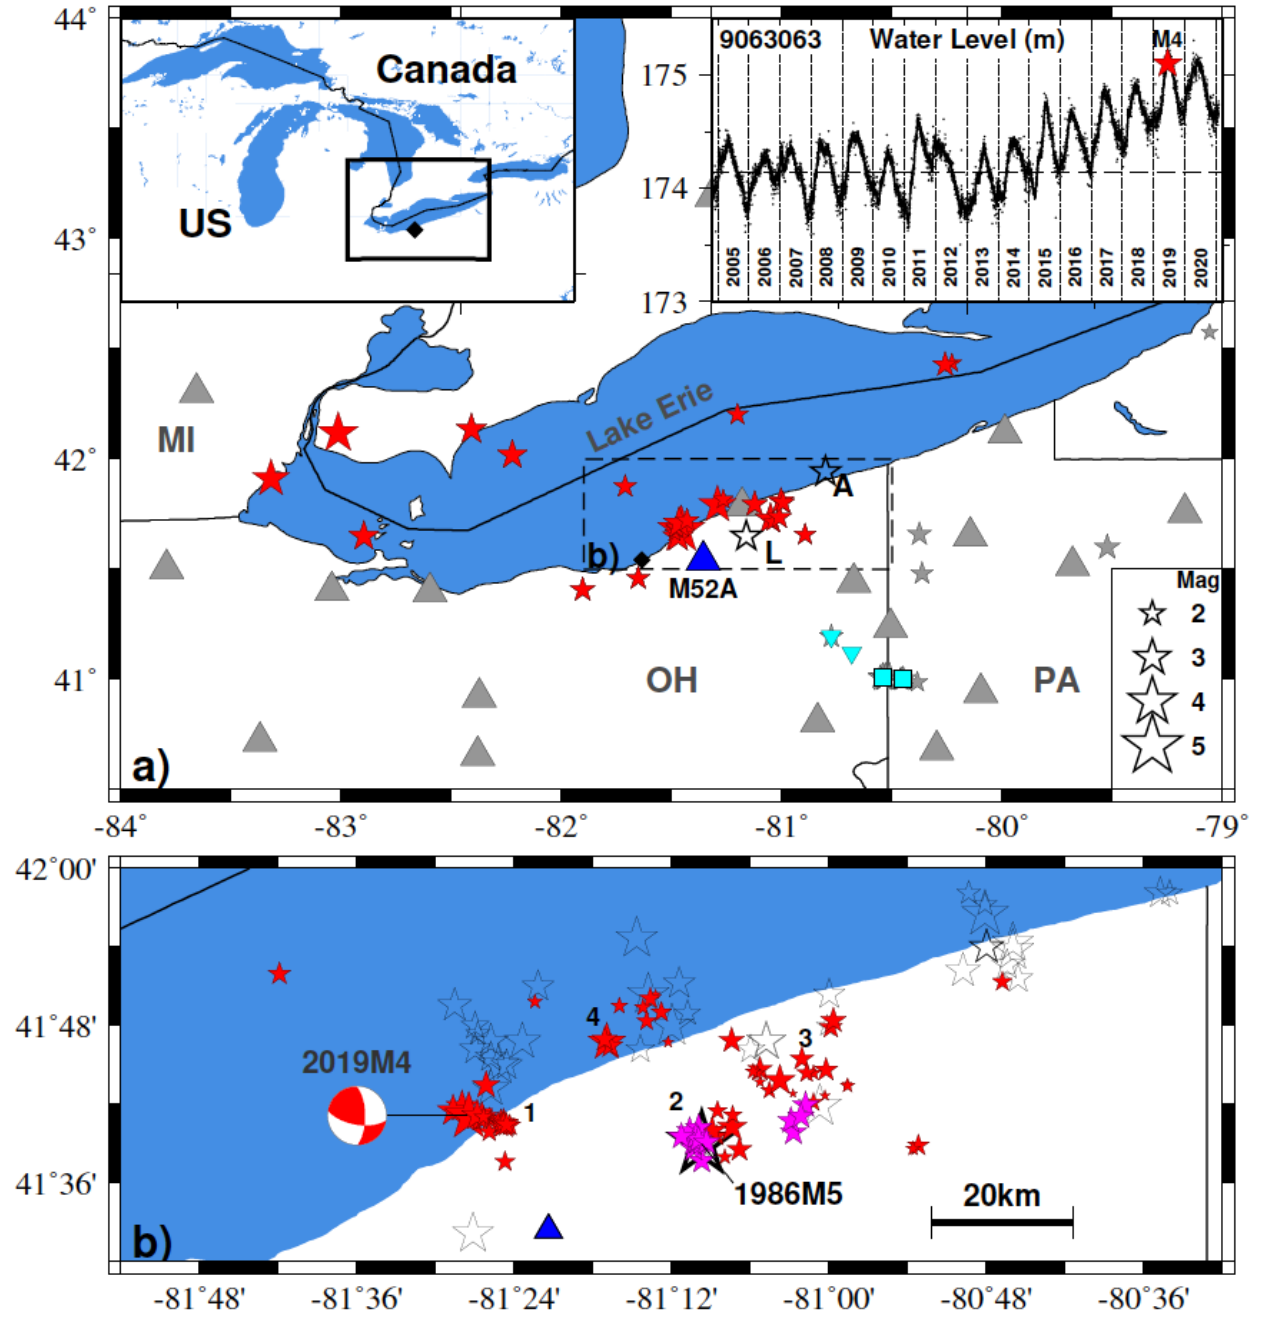 44°
43°
42°
41°
Canada
US
9063063 Water Level (m)
M4
175
174
173
2005 2006 2007 2008 2009 2010 2011 2012 2013 2014 2015 2016 2017 2018 2019 2020
MI
Lake Erie
A
L
b)
M52A
OH
PA
Mag
2
3
4
5
a)
-84° -83° -82° -81° -80° -79°
42°00'
41°48'
41°36'
2019M4
1
2
3
4
1986M5
20km
b)
-81°48' -81°36' -81°24' -81°12' -81°00' -80°48' -80°36'